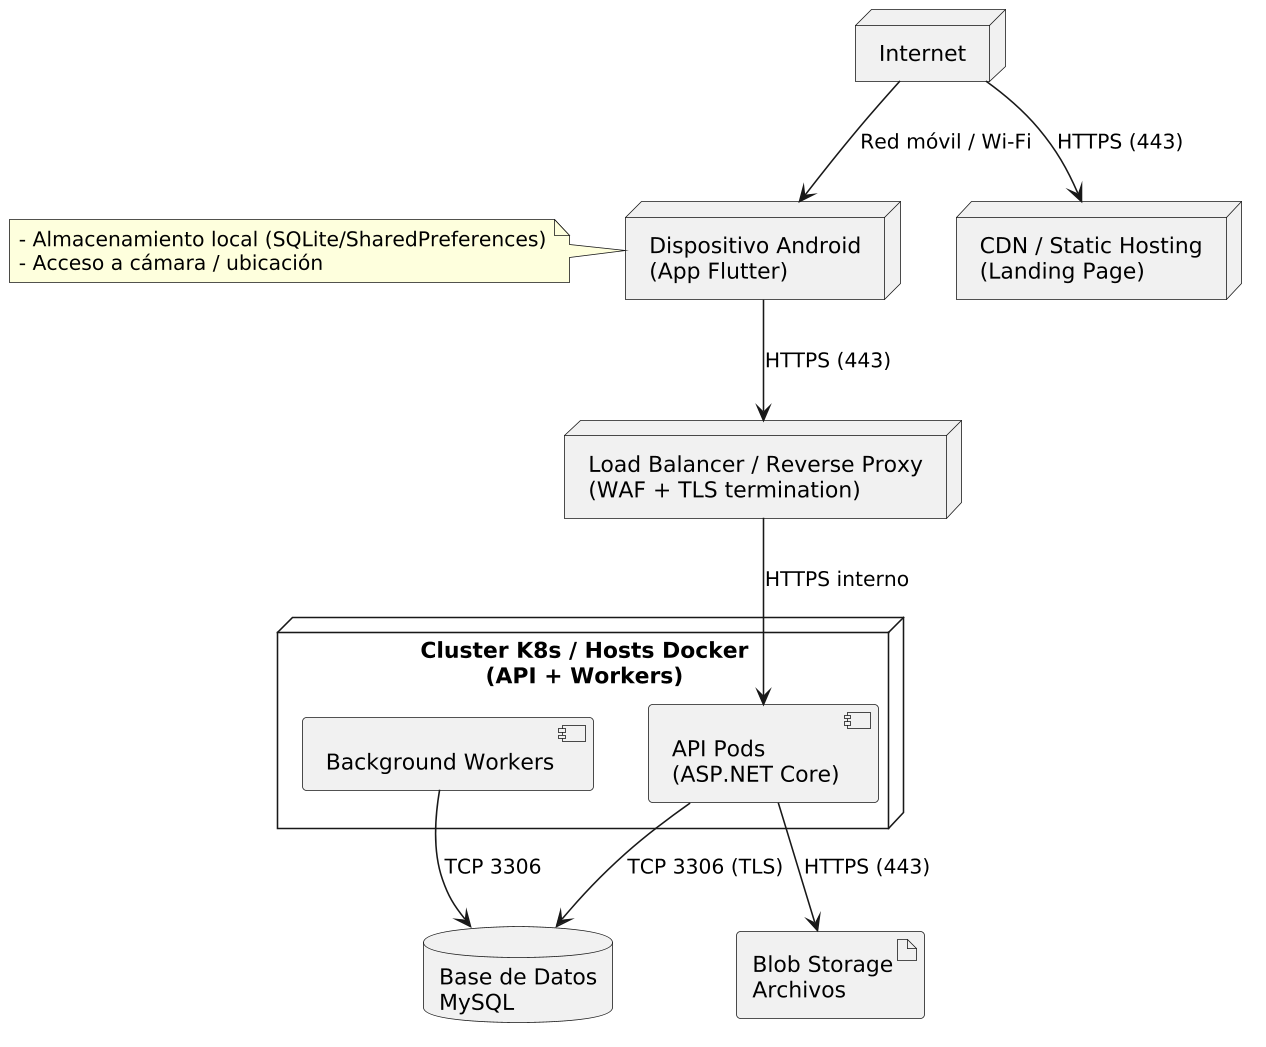 Internet
Red móvil / Wi-Fi
HTTPS (443)
- Almacenamiento local (SQLite/SharedPreferences)
- Acceso a cámara / ubicación
Dispositivo Android
(App Flutter)
CDN / Static Hosting
(Landing Page)
HTTPS (443)
Load Balancer / Reverse Proxy
(WAF + TLS termination)
HTTPS interno
Cluster K8s / Hosts Docker
(API + Workers)
Background Workers
API Pods
(ASP.NET Core)
TCP 3306
TCP 3306 (TLS)
HTTPS (443)
Base de Datos
MySQL
Blob Storage
Archivos